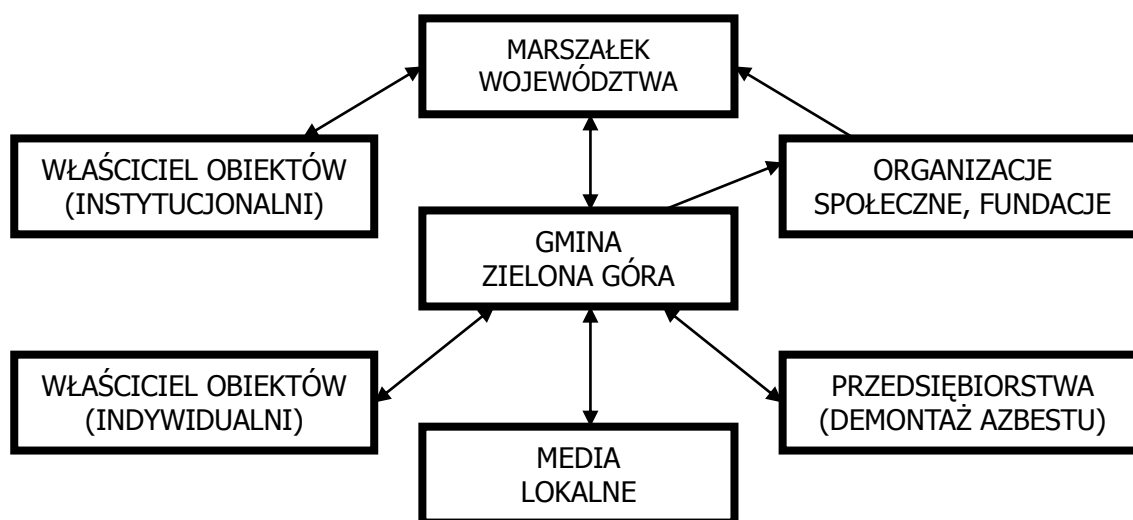 MARSZAŁEK
WOJEWÓDZTWA
WŁAŚCICIEL OBIEKTÓW
(INSTYTUCJONALNI)
ORGANIZACJE
SPOŁECZNE, FUNDACJE
GMINA
ZIELONA GÓRA
WŁAŚCICIEL OBIEKTÓW
(INDYWIDUALNI)
PRZEDSIĘBIORSTWA
(DEMONTAŻ AZBESTU)
MEDIA
LOKALNE